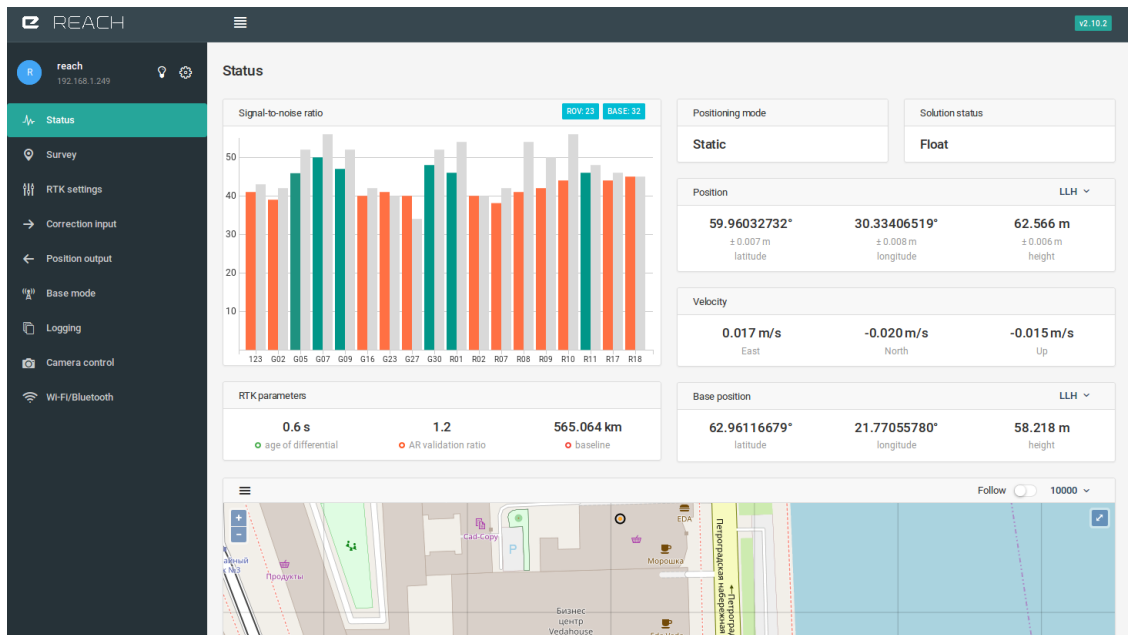 REACH
v2.10.2
R
reach
192.168.1.249
Status
Survey
RTK settings
Correction input
Position output
Base mode
Logging
Camera control
Wi-Fi/Bluetooth
Status
Signal-to-noise ratio
ROV: 23 BASE: 32
50
40
30
20
10
123 G02 G05 G07 G09 G16 G23 G27 G30 R01 R02 R07 R08 R09 R10 R11 R17 R18
Positioning mode
Static
Solution status
Float
Position LLH
59.96032732° 30.33406519° 62.566 m
± 0.007 m ± 0.008 m ± 0.006 m
latitude longitude height
Velocity
0.017 m/s -0.020 m/s -0.015 m/s
East North Up
RTK parameters
0.6 s 1.2 565.064 km
age of differential AR validation ratio baseline
Base position LLH
62.96116679° 21.77055780° 58.218 m
latitude longitude height
Follow 10000
+
-
Cad-Copy
P
EDA
Продукты
Морошка
Петроградская набережная
Бизнес
центр
Vedahouse